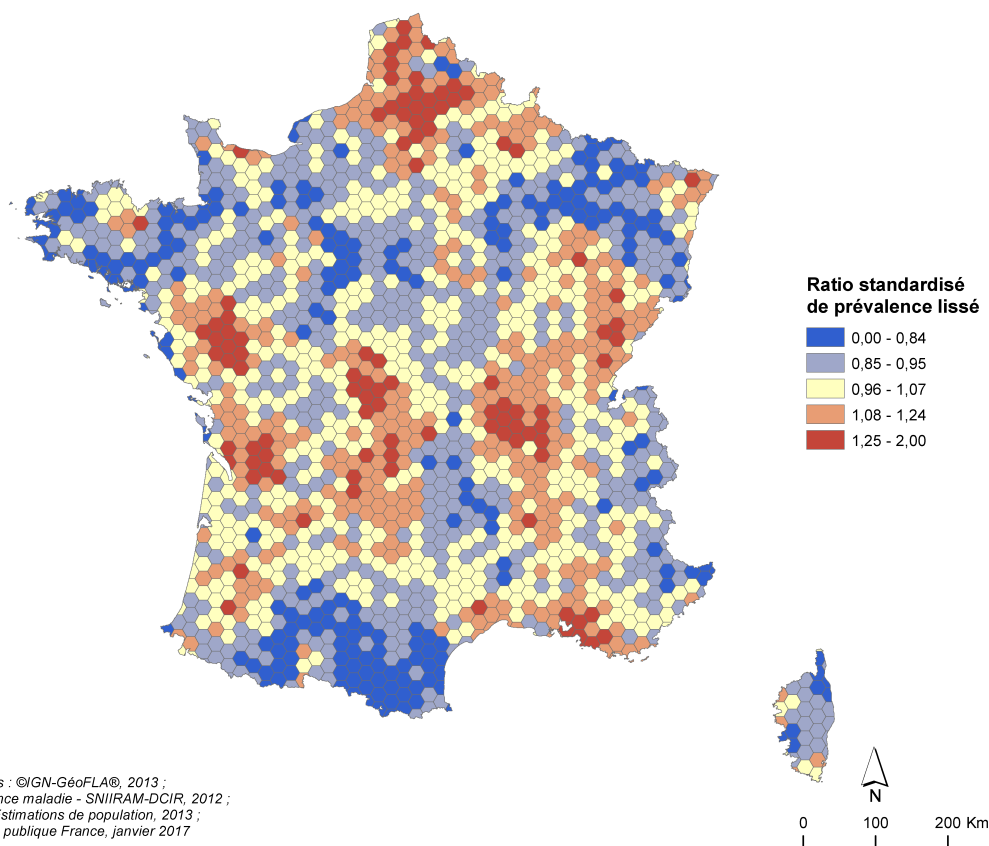 Ratio standardisé
de prévalence lissé
0,00 - 0,84
0,85 - 0,95
0,96 - 1,07
1,08 - 1,24
1,25 - 2,00
: ©IGN-GéoFLA®, 2013 ;
maladie - SNIIRAM-DCIR, 2012 ;
stimations de population, 2013 ;
publique France, janvier 2017
N
0 100 200 Km